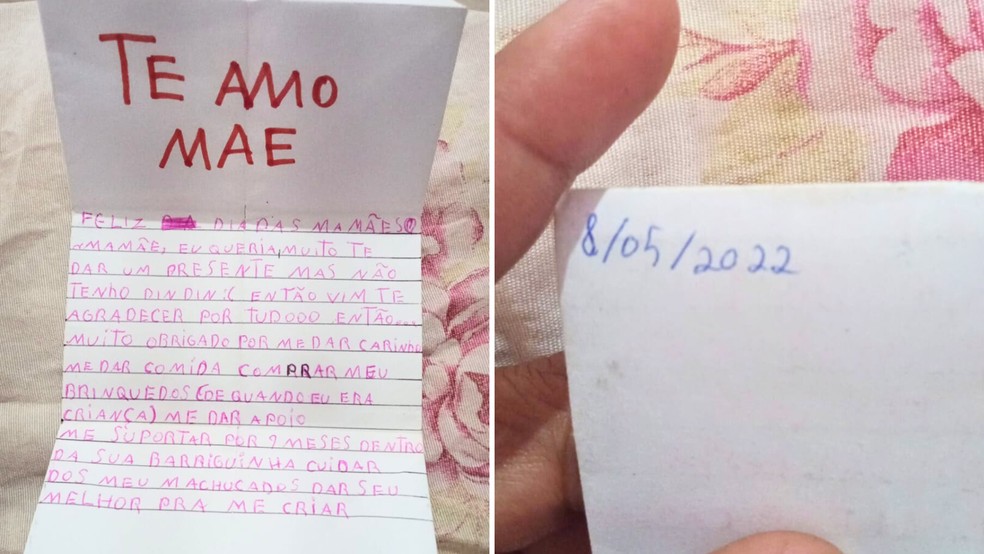 TE AMO
MAE
FELIZ DIA DAS MAMÃES
MAMÃE, EU QUERIA MUITO TE
DAR UM PRESENTE MAS NÃO
TENHO DINDIN :( ENTÃO VIM TE
AGRADECER POR TUDOOO ENTÃO...
MUITO OBRIGADO POR ME DAR CARINHO
ME DAR COMIDA COMPRAR MEU
BRINQUEDOS (DE QUANDO EU ERA
CRIANÇA) ME DAR APOIO
ME SUPORTAR POR 9 MESES DENTRO
DA SUA BARRIGUINHA CUIDAR
DOS MEU MACHUCADOS DAR SEU
MELHOR PRA ME CRIAR
8/05/2022